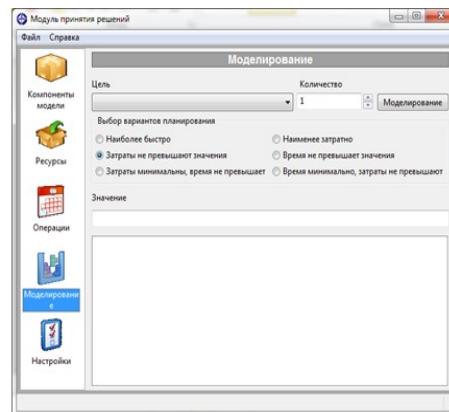 Модуль принятия решений
Файл Справка
Моделирование
Компоненты
модели
Ресурсы
Операции
Моделировани
е
Настройки
Цель
Количество
1
Моделирование
Выбор вариантов планирования
Наиболее быстро
Наименее затратно
Затраты не превышают значения
Время не превышает значения
Затраты минимальны, время не превышает
Время минимально, затраты не превышают
Значение